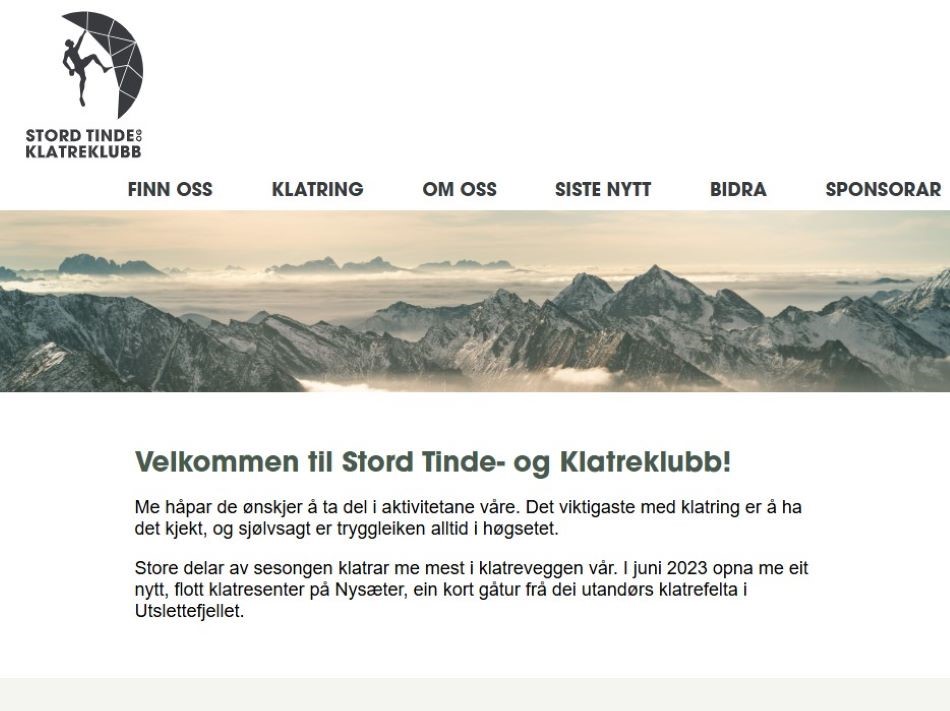 STORD TINDE OG
KLATREKLUBB
FINN OSS KLATRING OM OSS SISTE NYTT BIDRA SPONSORAR
Velkommen til Stord Tinde- og Klatreklubb!
Me håpar de ønskjer å ta del i aktivitetane våre. Det viktigaste med klatring er å ha
det kjekt, og sjølvsagt er tryggleiken alltid i høgsetet.
Store delar av sesongen klatrar me mest i klatreveggen vår. I juni 2023 opna me eit
nytt, flott klatresenter på Nysæter, ein kort gåtur frå dei utandørs klatrefelta i
Utslettefjellet.